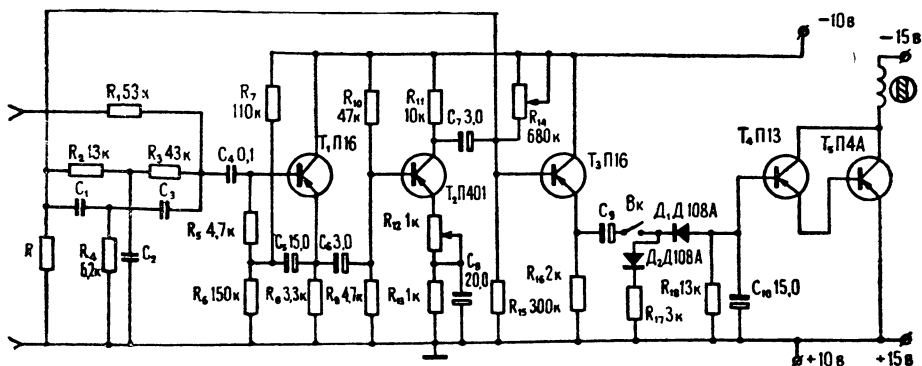 −10в
−15в
R₁ 53к
R₇
110к
R₁₀
47к
R₁₁
10к
C₇ 3,0
R₁₄
680к
T₁ П16
T₄ П13
T₅ П4А
R₂ 13к
R₃ 43к
C₄ 0,1
T₂ П401
T₃ П16
C₁
C₃
C₉
Вк
Д₁ Д108А
R₅ 4,7к
C₅ 15,0
C₆ 3,0
R₁₂ 1к
Д₂ Д108А
R
R₄
6,2к
C₂
C₈
20,0
R₁₆ 2к
C₁₀ 15,0
R₆ 150к
R₈ 3,3к
R₉ 4,7к
R₁₃ 1к
R₁₅ 300к
R₁₇ 3к
R₁₈ 13к
+10в
+15в